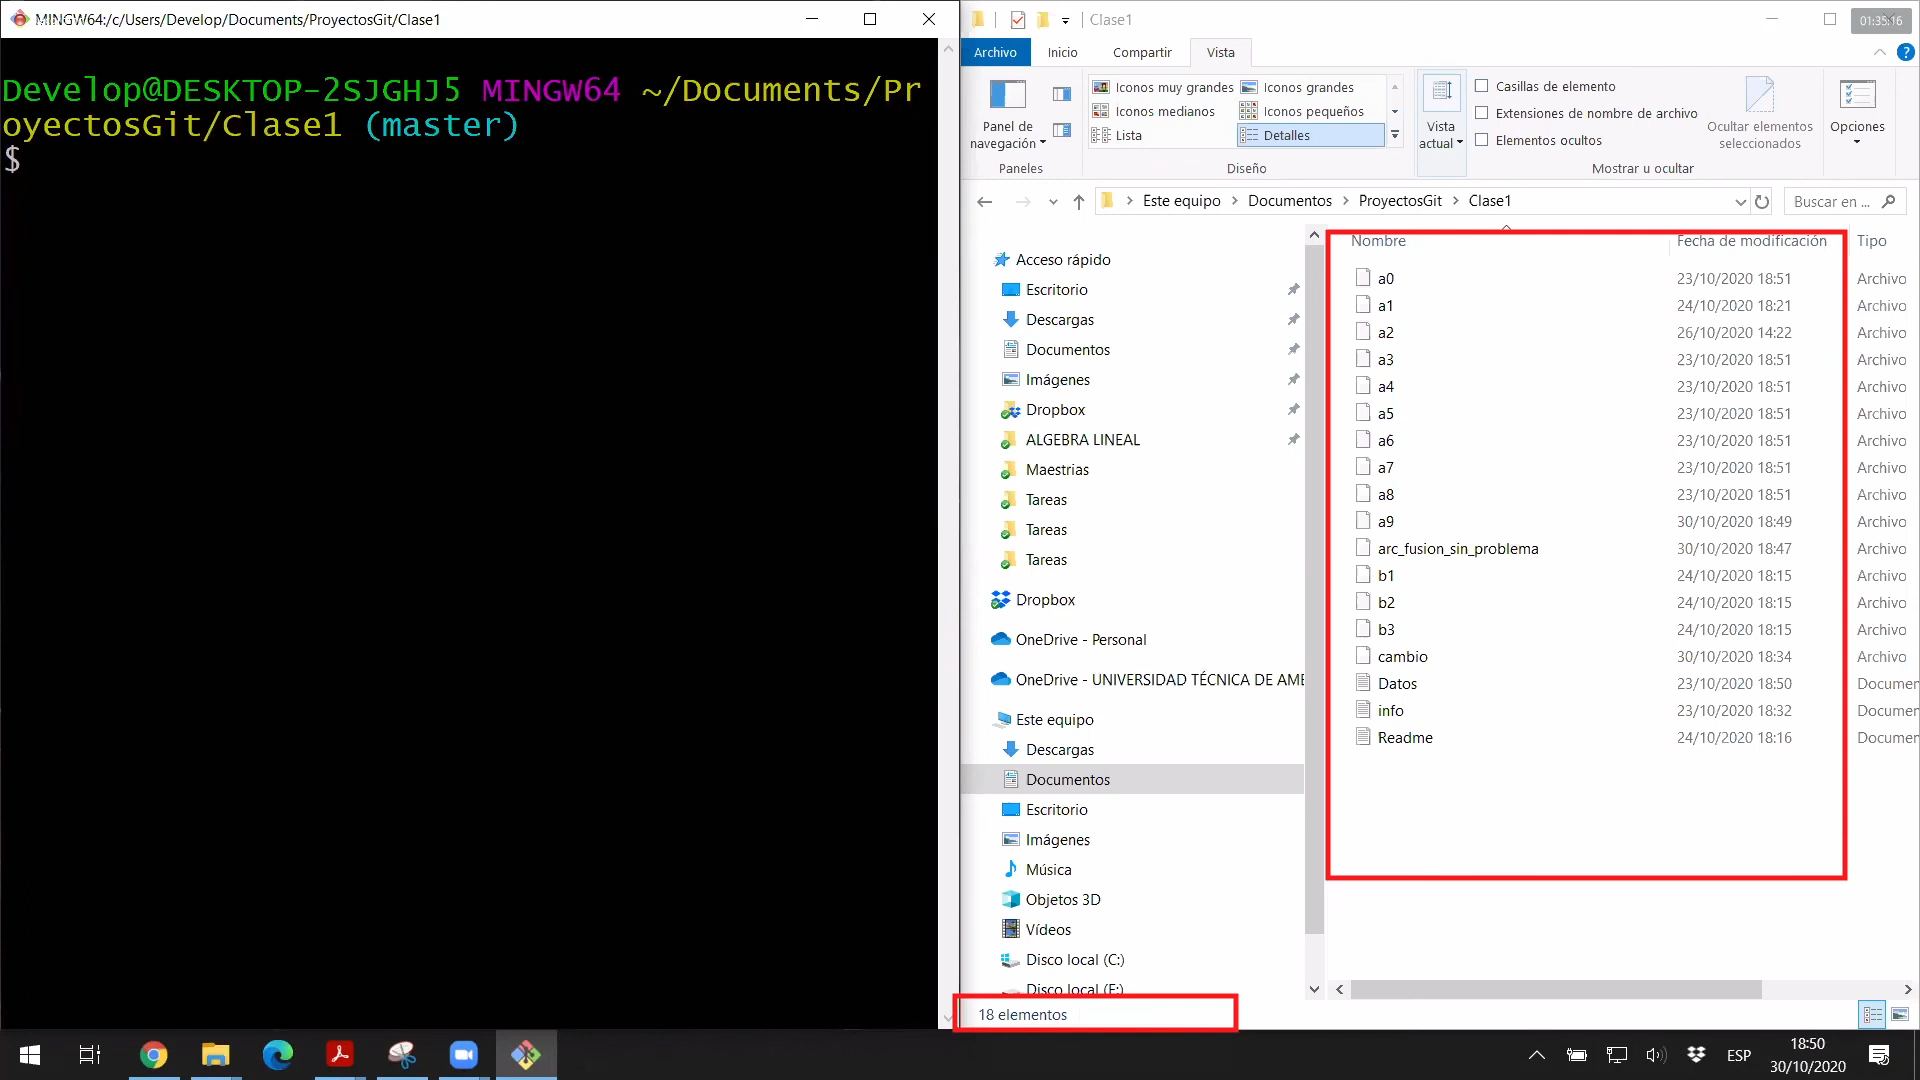 MINGW64:/c/Users/Develop/Documents/ProyectosGit/Clase1
Develop@DESKTOP-2SJGHJ5 MINGW64 ~/Documents/Pr
oyectosGit/Clase1 (master)
$
Clase1
01:35:16
Archivo
Inicio
Compartir
Vista
Panel de
navegación
Paneles
Iconos muy grandes
Iconos grandes
Iconos medianos
Iconos pequeños
Lista
Detalles
Diseño
Vista
actual
Casillas de elemento
Extensiones de nombre de archivo
Elementos ocultos
Ocultar elementos
seleccionados
Mostrar u ocultar
Opciones
Este equipo
Documentos
ProyectosGit
Clase1
Buscar en ...
Acceso rápido
Escritorio
Descargas
Documentos
Imágenes
Dropbox
ALGEBRA LINEAL
Maestrias
Tareas
Tareas
Tareas
Dropbox
OneDrive - Personal
OneDrive - UNIVERSIDAD TÉCNICA DE AME
Este equipo
Descargas
Documentos
Escritorio
Imágenes
Música
Objetos 3D
Vídeos
Disco local (C:)
Disco local (E:)
18 elementos
Nombre Fecha de modificación Tipo
a0 23/10/2020 18:51 Archivo
a1 24/10/2020 18:21 Archivo
a2 26/10/2020 14:22 Archivo
a3 23/10/2020 18:51 Archivo
a4 23/10/2020 18:51 Archivo
a5 23/10/2020 18:51 Archivo
a6 23/10/2020 18:51 Archivo
a7 23/10/2020 18:51 Archivo
a8 23/10/2020 18:51 Archivo
a9 30/10/2020 18:49 Archivo
arc_fusion_sin_problema 30/10/2020 18:47 Archivo
b1 24/10/2020 18:15 Archivo
b2 24/10/2020 18:15 Archivo
b3 24/10/2020 18:15 Archivo
cambio 30/10/2020 18:34 Archivo
Datos 23/10/2020 18:50 Documen
info 23/10/2020 18:32 Documen
Readme 24/10/2020 18:16 Documen
ESP
18:50
30/10/2020